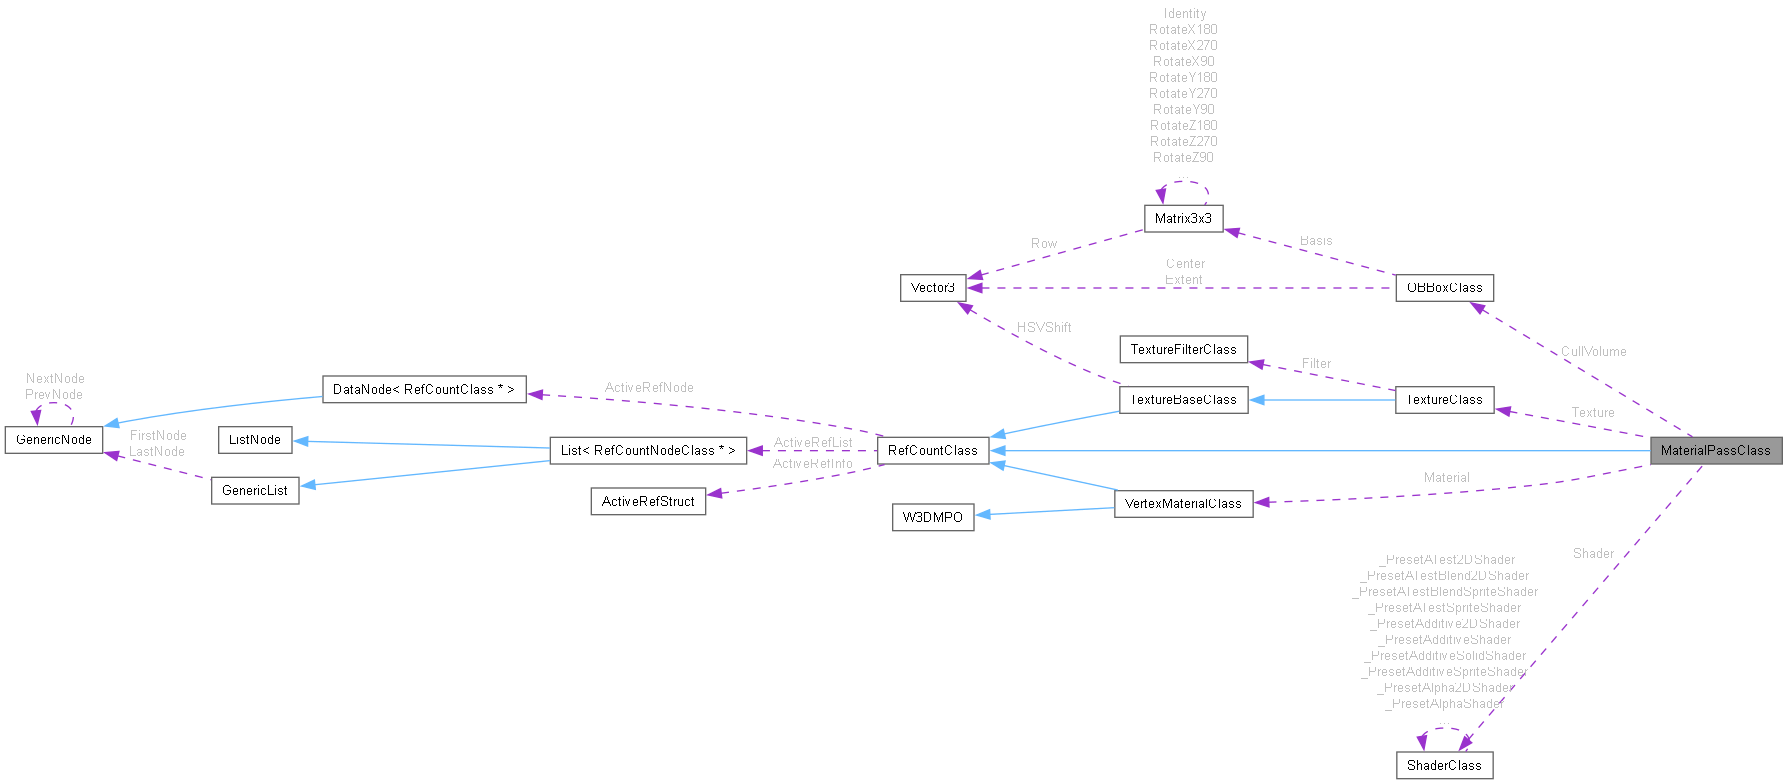 Identity
RotateX180
RotateX270
RotateX90
RotateY180
RotateY270
RotateY90
RotateZ180
RotateZ270
RotateZ90
...
Matrix3x3
Row
Basis
Center
Extent
Vector3
OBBoxClass
HSVShift
CullVolume
TextureFilterClass
Filter
NextNode
PrevNode
DataNode< RefCountClass * >
ActiveRefNode
TextureBaseClass
TextureClass
Texture
GenericNode
FirstNode
LastNode
ListNode
List< RefCountNodeClass * >
ActiveRefList
ActiveRefInfo
RefCountClass
MaterialPassClass
GenericList
ActiveRefStruct
W3DMPO
VertexMaterialClass
Material
Shader
_PresetATest2DShader
_PresetATestBlend2DShader
_PresetATestBlendSpriteShader
_PresetATestSpriteShader
_PresetAdditive2DShader
_PresetAdditiveShader
_PresetAdditiveSolidShader
_PresetAdditiveSpriteShader
_PresetAlpha2DShader
_PresetAlphaShader
...
ShaderClass